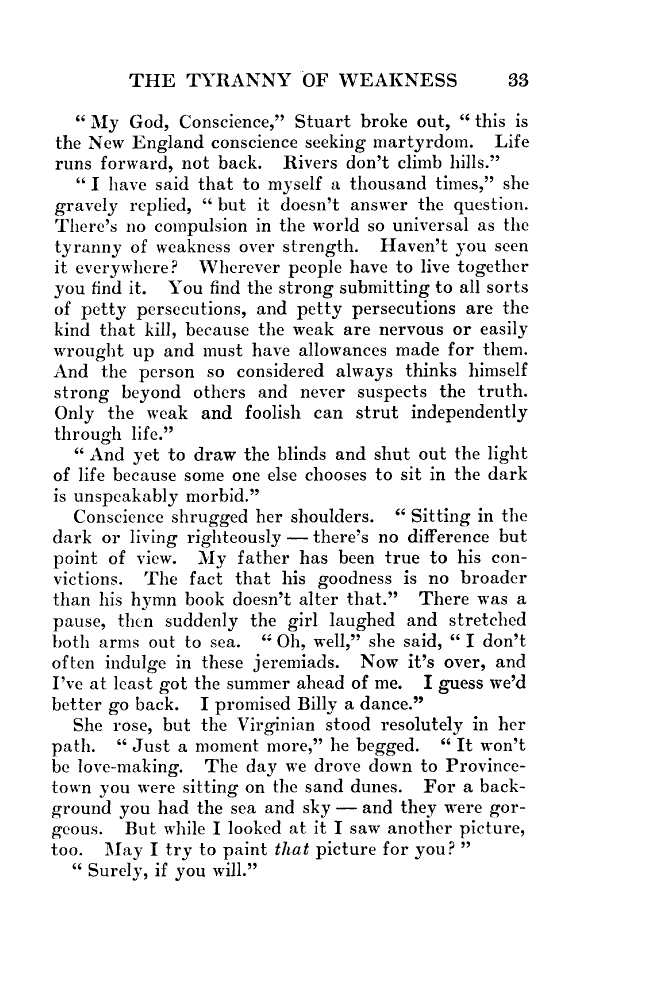 THE TYRANNY OF WEAKNESS 33
“ My God, Conscience,” Stuart broke out, “ this is
the New England conscience seeking martyrdom. Life
runs forward, not back. Rivers don’t climb hills.”
“ I have said that to myself a thousand times,” she
gravely replied, “ but it doesn’t answer the question.
There’s no compulsion in the world so universal as the
tyranny of weakness over strength. Haven’t you seen
it everywhere? Wherever people have to live together
you find it. You find the strong submitting to all sorts
of petty persecutions, and petty persecutions are the
kind that kill, because the weak are nervous or easily
wrought up and must have allowances made for them.
And the person so considered always thinks himself
strong beyond others and never suspects the truth.
Only the weak and foolish can strut independently
through life.”
“ And yet to draw the blinds and shut out the light
of life because some one else chooses to sit in the dark
is unspeakably morbid.”
Conscience shrugged her shoulders. “ Sitting in the
dark or living righteously — there’s no difference but
point of view. My father has been true to his con-
victions. The fact that his goodness is no broader
than his hymn book doesn’t alter that.” There was a
pause, then suddenly the girl laughed and stretched
both arms out to sea. “ Oh, well,” she said, “ I don’t
often indulge in these jeremiads. Now it’s over, and
I’ve at least got the summer ahead of me. I guess we’d
better go back. I promised Billy a dance.”
She rose, but the Virginian stood resolutely in her
path. “ Just a moment more,” he begged. “ It won’t
be love-making. The day we drove down to Province-
town you were sitting on the sand dunes. For a back-
ground you had the sea and sky — and they were gor-
geous. But while I looked at it I saw another picture,
too. May I try to paint that picture for you? ”
“ Surely, if you will.”